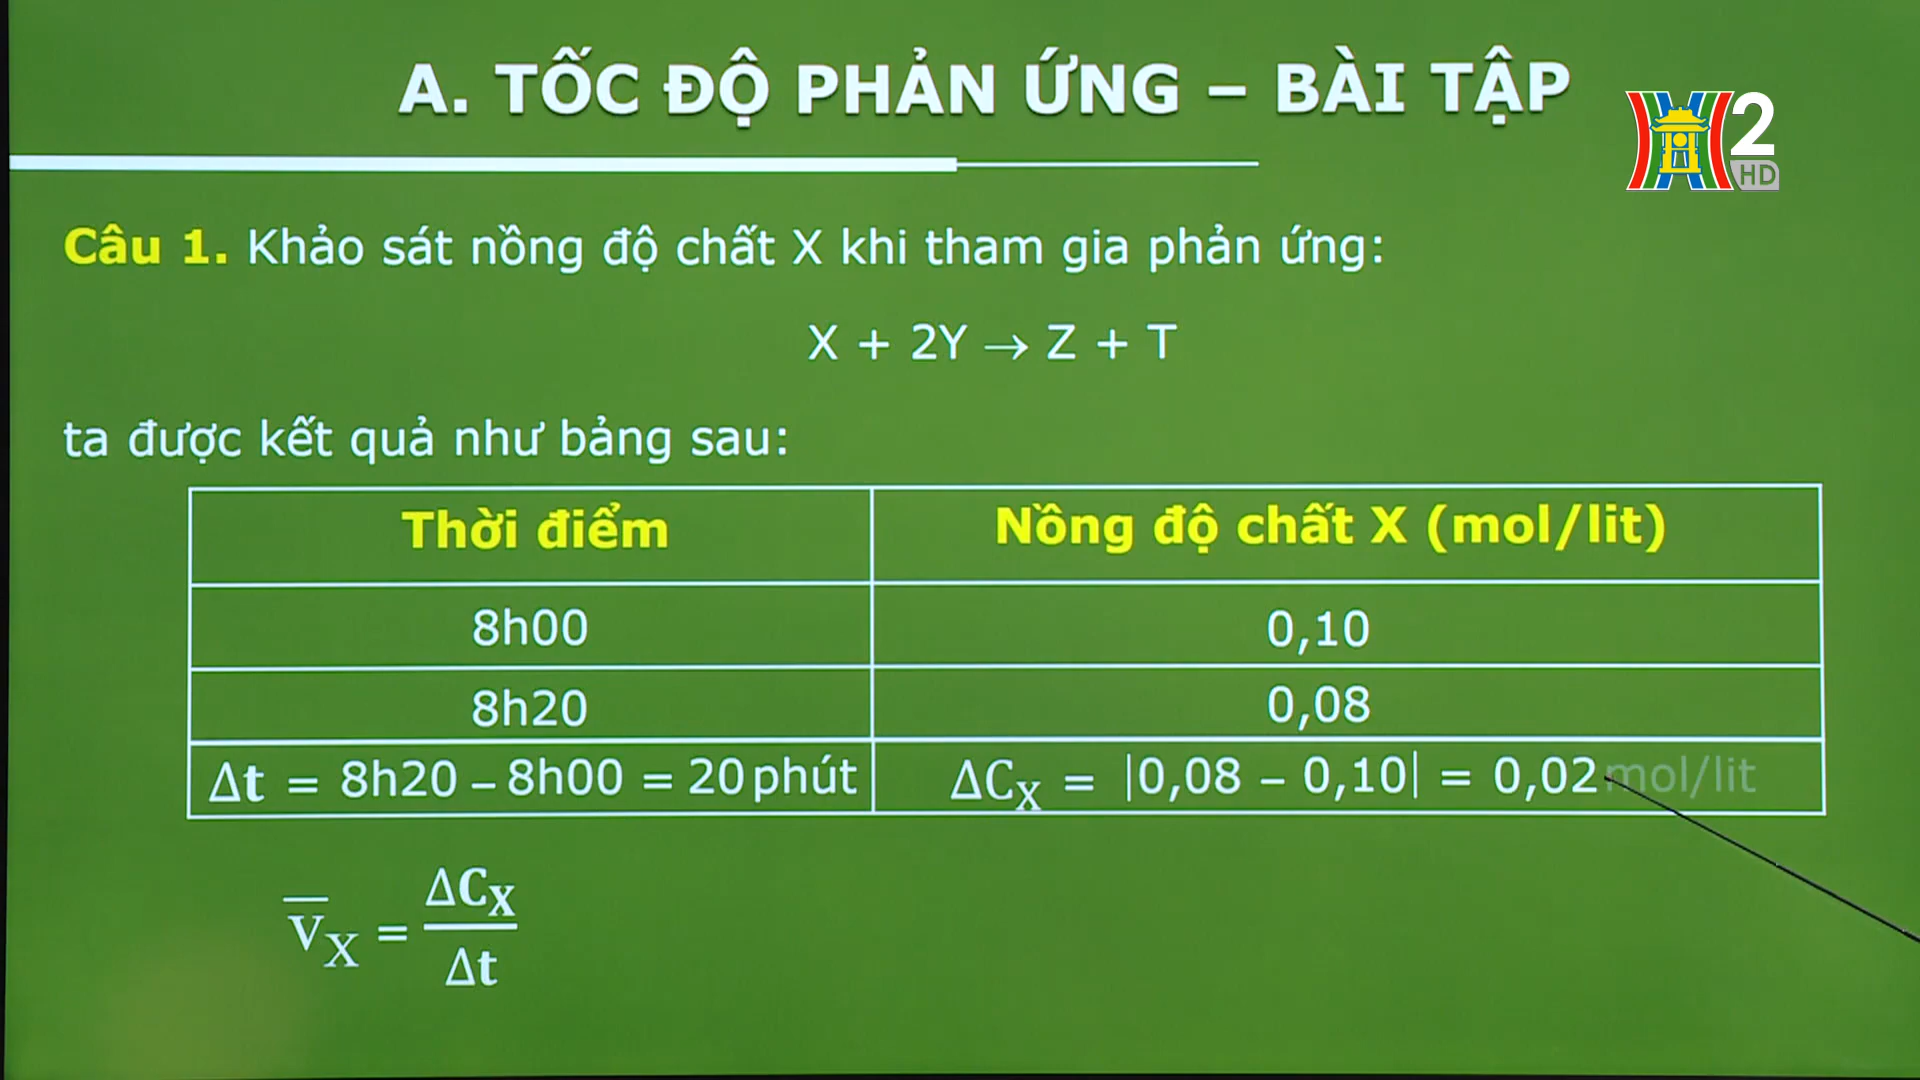 A. TỐC ĐỘ PHẢN ỨNG – BÀI TẬP
2
HD
Câu 1. Khảo sát nồng độ chất X khi tham gia phản ứng:
X + 2Y → Z + T
ta được kết quả như bảng sau:
Thời điểm
Nồng độ chất X (mol/lit)
8h00
0,10
8h20
0,08
Δt = 8h20 – 8h00 = 20 phút
ΔCX = |0,08 – 0,10| = 0,02 mol/lit
v̅X = ΔCX / Δt